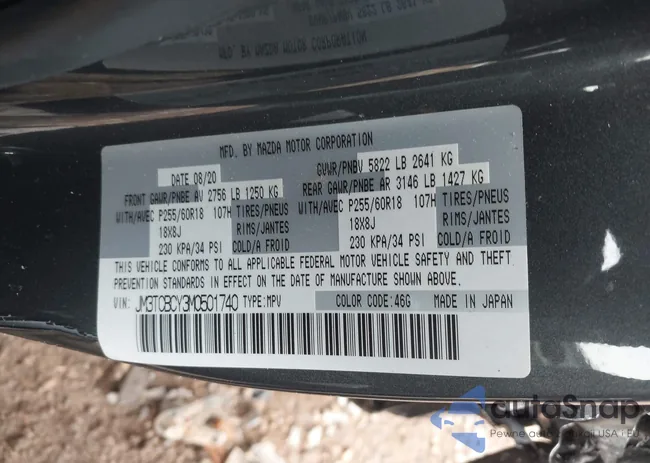 MFD. BY MAZDA MOTOR CORPORATION
DATE 08/20 GVWR/PNBV 5822 LB 2641 KG
FRONT GAWR/PNBE AV 2756 LB 1250 KG REAR GAWR/PNBE AR 3146 LB 1427 KG
WITH/AVEC P255/60R18 107H TIRES/PNEUS WITH/AVEC P255/60R18 107H TIRES/PNEUS
18X8J RIMS/JANTES 18X8J RIMS/JANTES
230 KPA/34 PSI COLD/A FROID 230 KPA/34 PSI COLD/A FROID
THIS VEHICLE CONFORMS TO ALL APPLICABLE FEDERAL MOTOR VEHICLE SAFETY AND THEFT
PREVENTION STANDARDS IN EFFECT ON THE DATE OF MANUFACTURE SHOWN ABOVE.
VIN: JM3TCBCY3M0501740 TYPE: MPV COLOR CODE: 46G MADE IN JAPAN
autoSnap
Pewne auto USA i EU